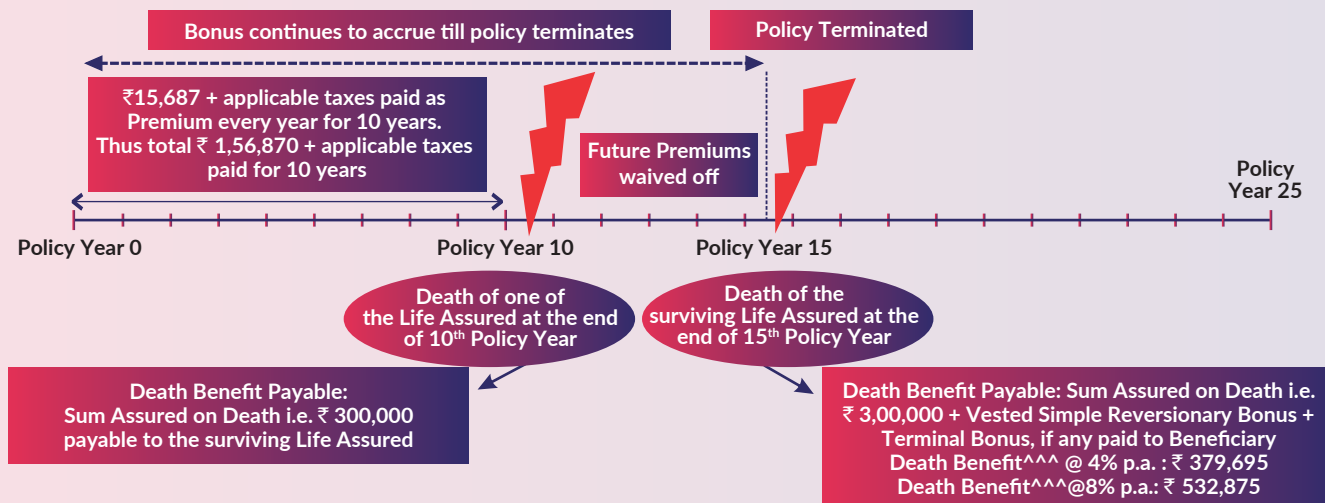 Bonus continues to accrue till policy terminates
Policy Terminated
₹15,687 + applicable taxes paid as
Premium every year for 10 years.
Thus total ₹ 1,56,870 + applicable taxes
paid for 10 years
Future Premiums
waived off
Policy
Year 25
Policy Year 0
Policy Year 10
Policy Year 15
Death of one of
the Life Assured at the end
of 10th Policy Year
Death of the
surviving Life Assured at the
end of 15th Policy Year
Death Benefit Payable:
Sum Assured on Death i.e. ₹ 300,000
payable to the surviving Life Assured
Death Benefit Payable: Sum Assured on Death i.e.
₹ 3,00,000 + Vested Simple Reversionary Bonus +
Terminal Bonus, if any paid to Beneficiary
Death Benefit^^^ @ 4% p.a. : ₹ 379,695
Death Benefit^^^@8% p.a.: ₹ 532,875